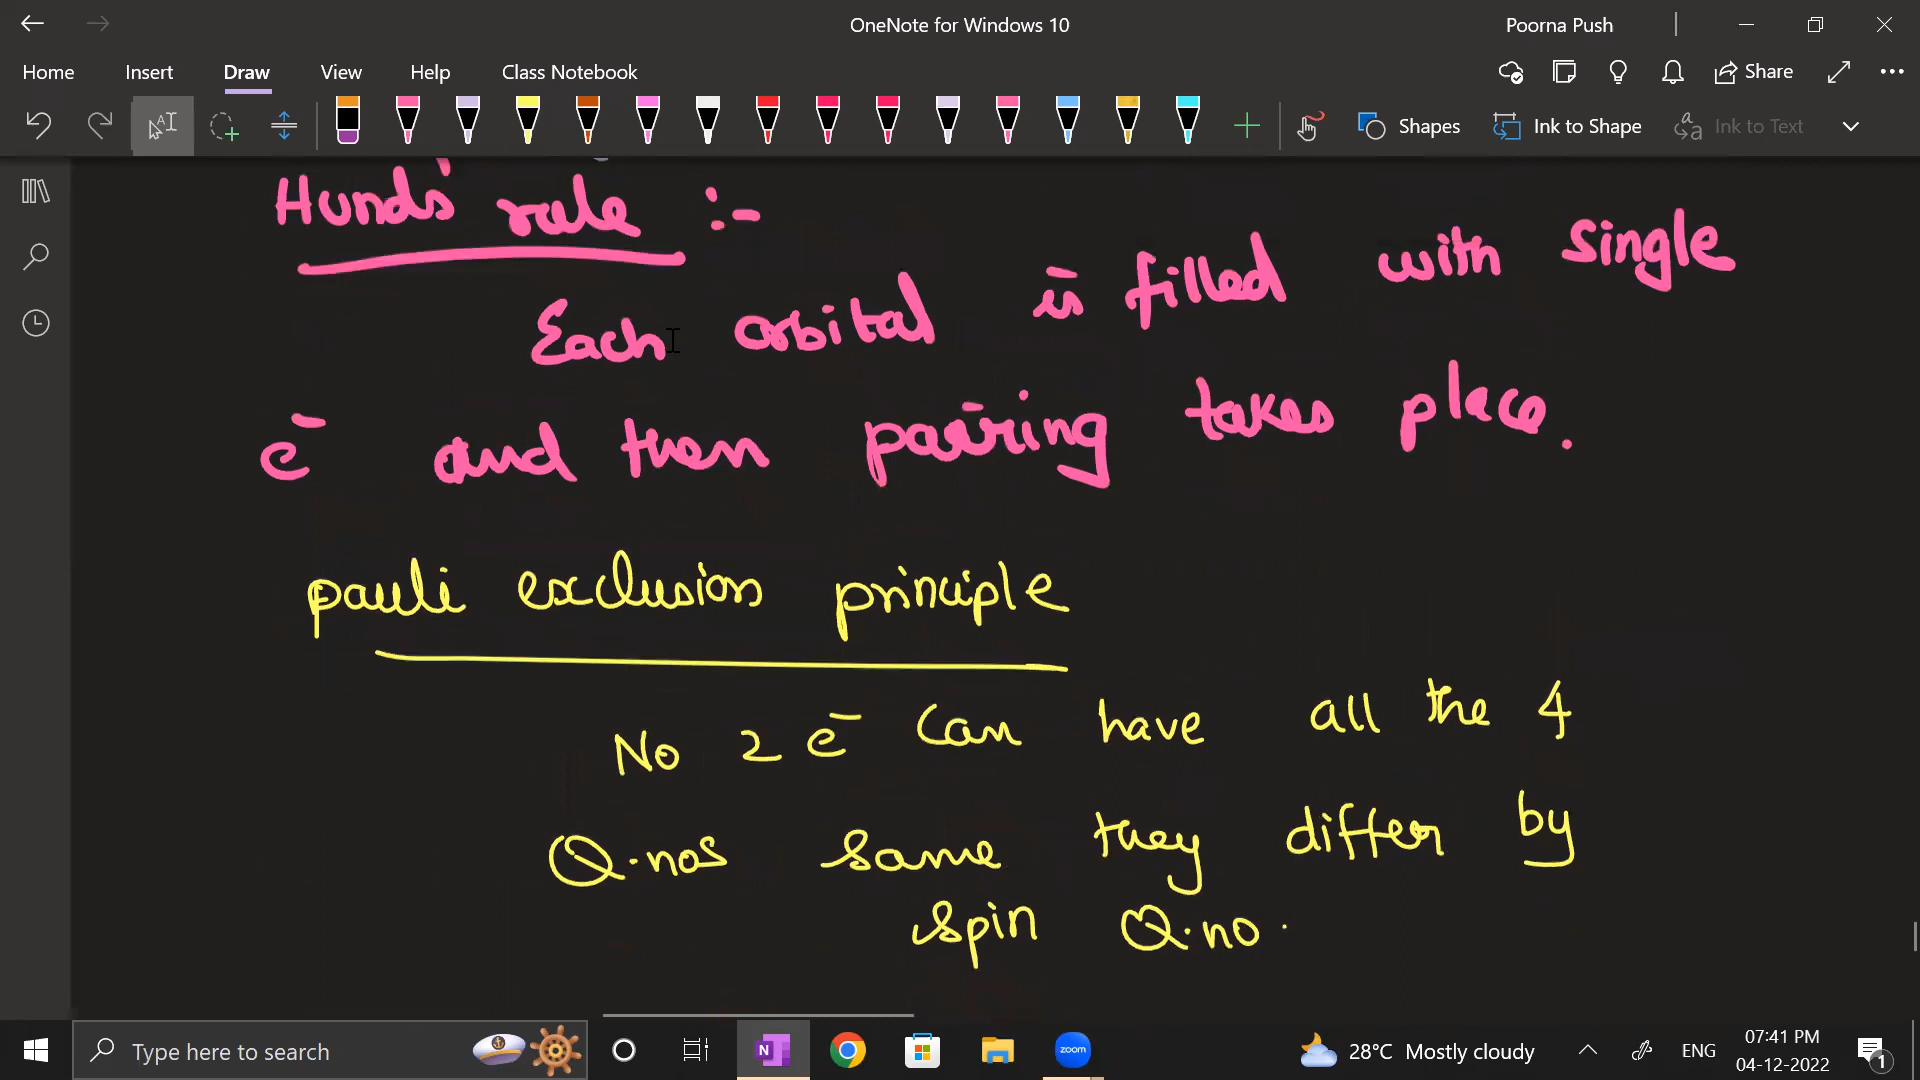 OneNote for Windows 10
Poorna Push
Home Insert Draw View Help Class Notebook
Share
Shapes Ink to Shape Ink to Text
Hunds' rule :-
Each orbital is filled with single
e⁻ and then pairing takes place.
pauli exclusion principle
No 2 e⁻ can have all the 4
Q.nos same they differ by
spin Q.no.
Type here to search
zoom
28°C Mostly cloudy
ENG
07:41 PM
04-12-2022
1